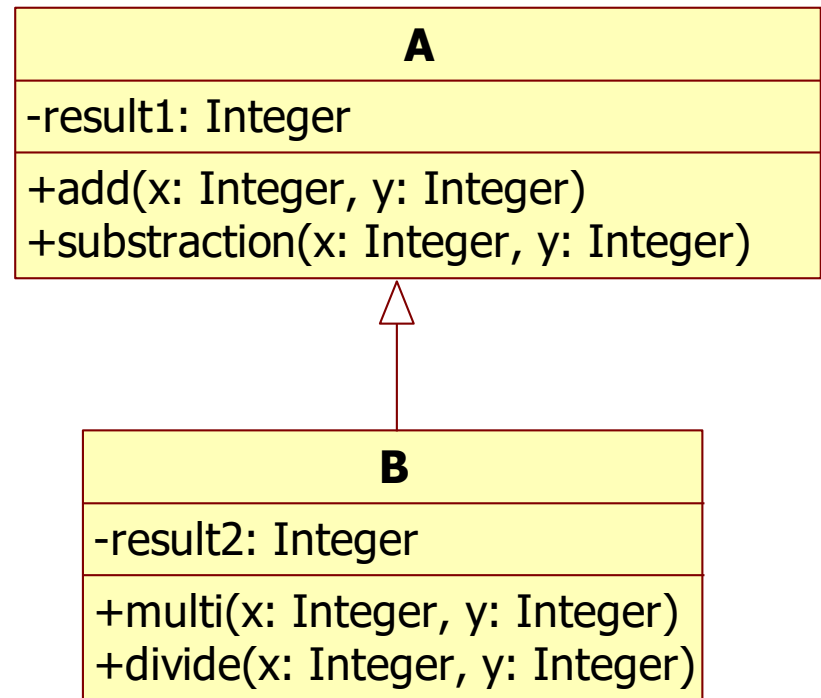 A
-result1: Integer
+add(x: Integer, y: Integer)
+substraction(x: Integer, y: Integer)
B
-result2: Integer
+multi(x: Integer, y: Integer)
+divide(x: Integer, y: Integer)